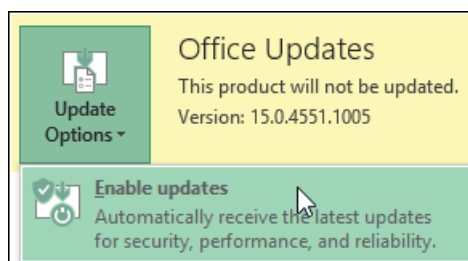 Office Updates
This product will not be updated.
Version: 15.0.4551.1005
Update
Options
Enable updates
Automatically receive the latest updates
for security, performance, and reliability.